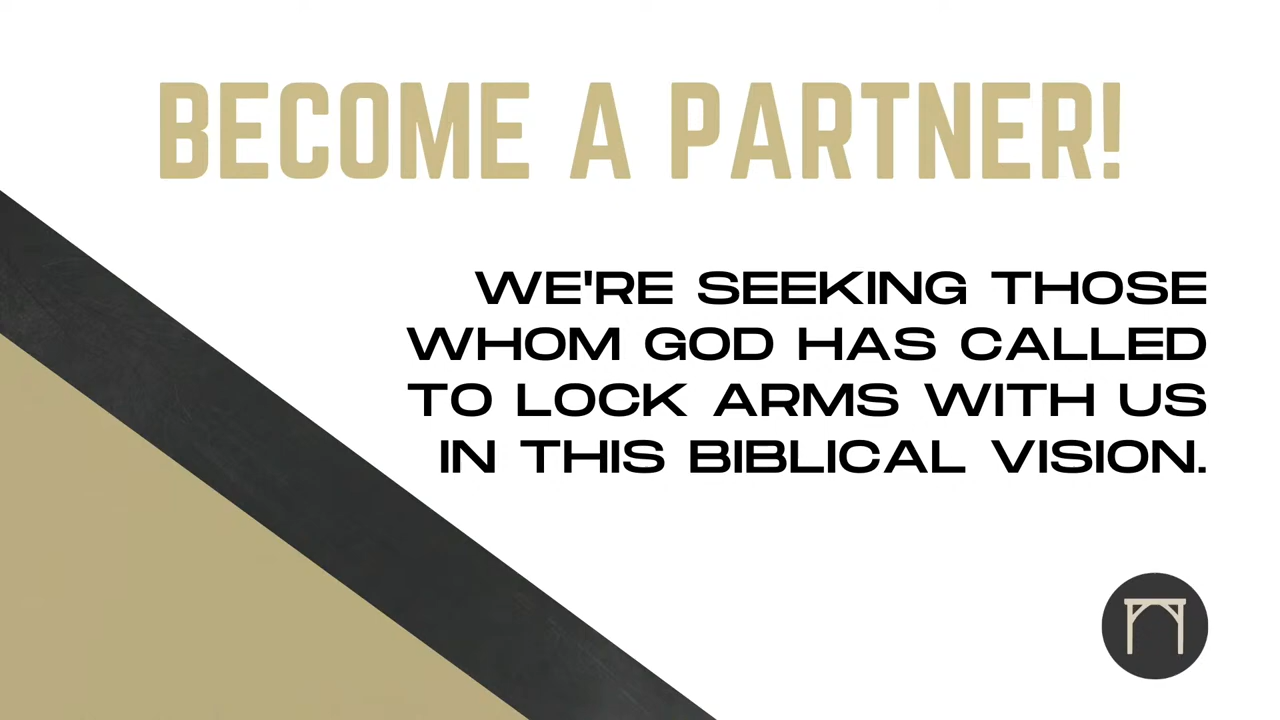 BECOME A PARTNER!
WE'RE SEEKING THOSE
WHOM GOD HAS CALLED
TO LOCK ARMS WITH US
IN THIS BIBLICAL VISION.